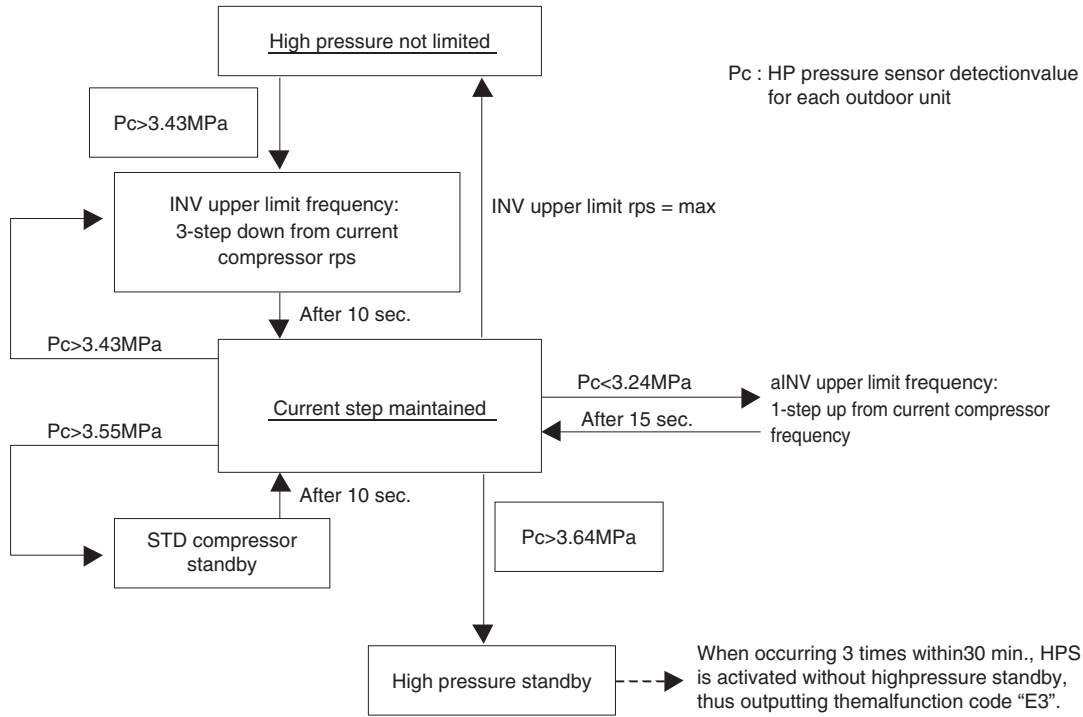 High pressure not limited
Pc : HP pressure sensor detectionvalue
for each outdoor unit
Pc>3.43MPa
INV upper limit frequency:
3-step down from current
compressor rps
INV upper limit rps = max
After 10 sec.
Pc>3.43MPa
Current step maintained
Pc<3.24MPa
After 15 sec.
aINV upper limit frequency:
1-step up from current compressor
frequency
Pc>3.55MPa
After 10 sec.
STD compressor
standby
Pc>3.64MPa
High pressure standby
When occurring 3 times within30 min., HPS
is activated without highpressure standby,
thus outputting themalfunction code “E3”.